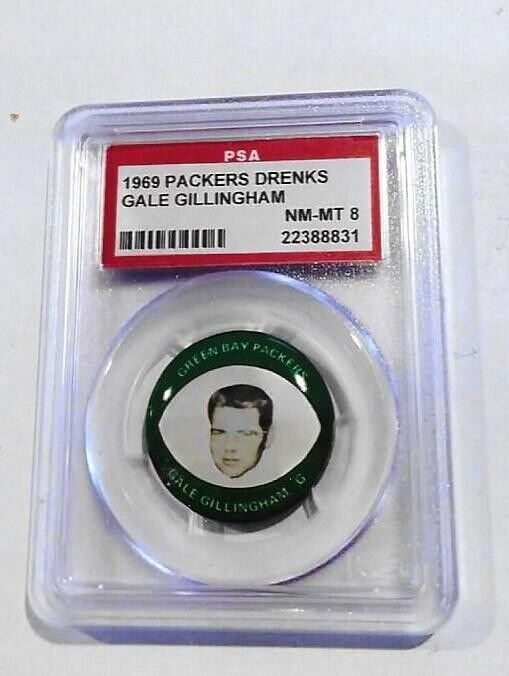 PSA
1969 PACKERS DRENKS
GALE GILLINGHAM
NM-MT 8
22388831
GREEN BAY PACKERS
GALE GILLINGHAM G